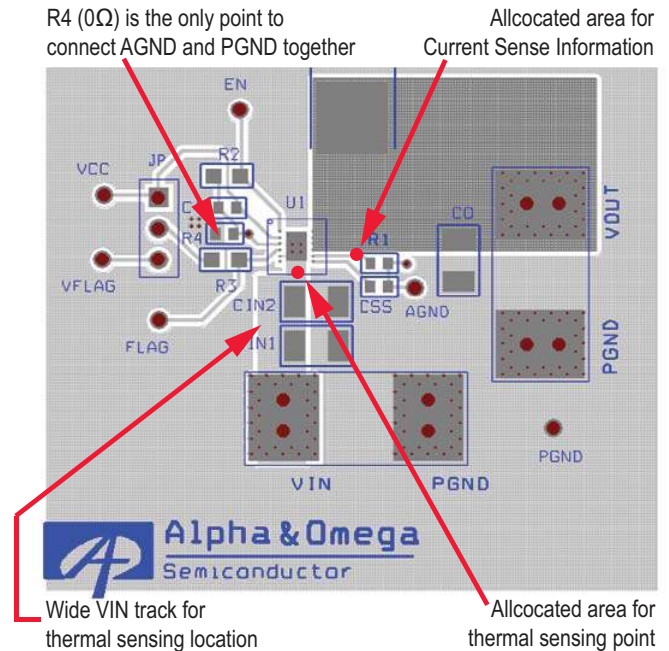 R4 (0Ω) is the only point to
connect AGND and PGND together
Allcocated area for
Current Sense Information
EN
R2
JP
VCC
C
U1
R4
R1
CO
VOUT
VFLAG
R3
CIN2
CSS
AGND
FLAG
IN1
PGND
PGND
VIN
PGND
Alpha & Omega
Semiconductor
Wide VIN track for
thermal sensing location
Allcocated area for
thermal sensing point